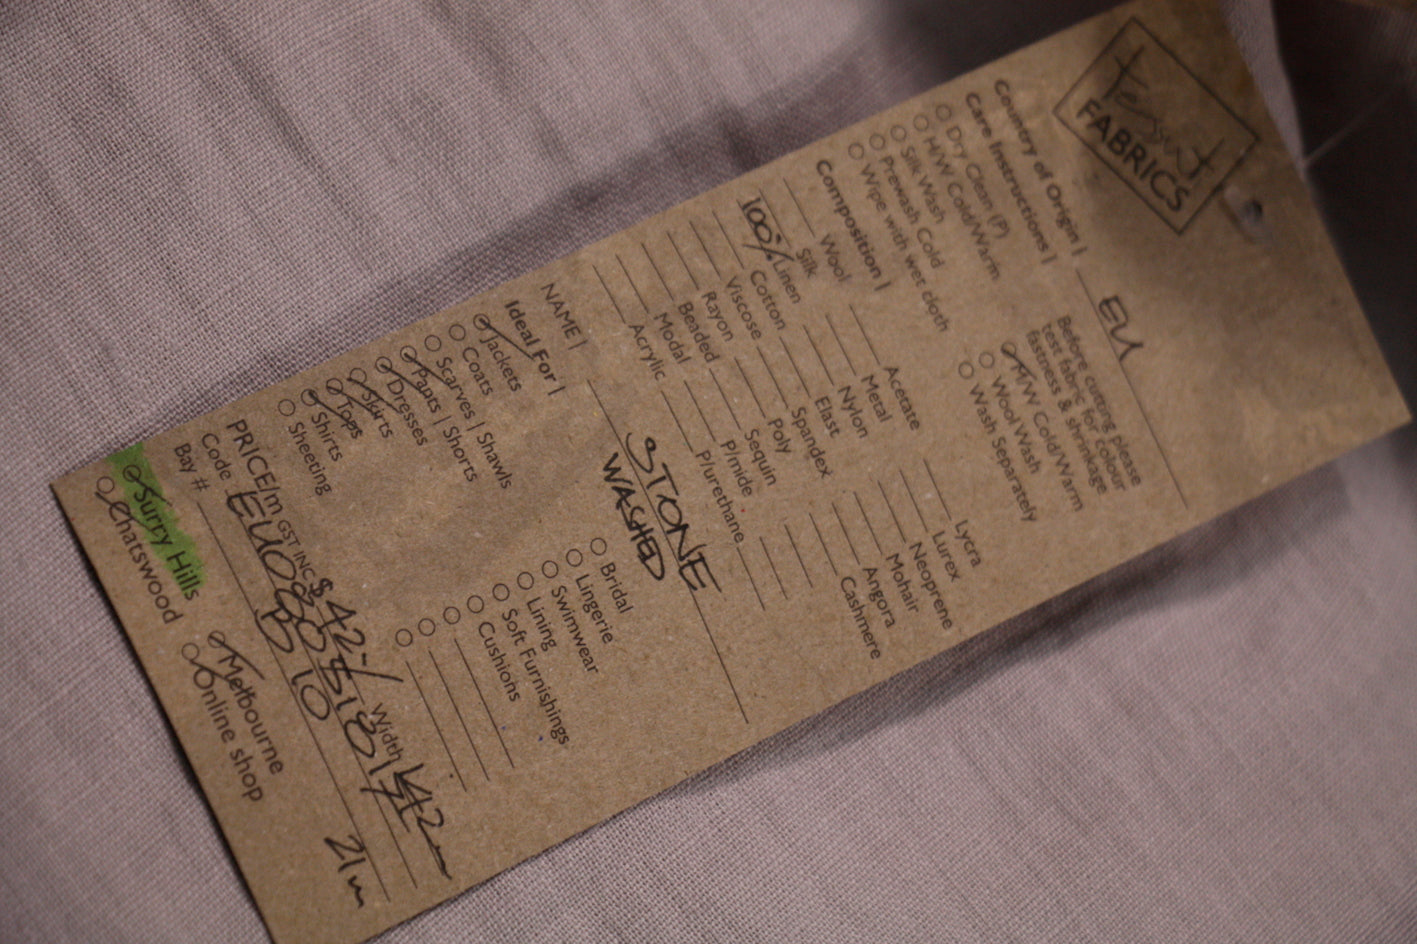 Tessuti
FABRICS
Country of Origin | EU
Care Instructions |
Dry Clean (P)
H/W Cold/Warm
Silk Wash
Prewash Cold
Wipe with wet cloth
Before cutting please
test fabric for colour
fastness & shrinkage
M/W Cold/Warm
Wool Wash
Wash Separately
Composition |
Wool
Silk
100% Linen
Cotton
Viscose
Rayon
Beaded
Modal
Acrylic
Acetate
Metal
Nylon
Elast
Spandex
Poly
Sequin
P/mide
P/urethane
Lycra
Lurex
Neoprene
Mohair
Angora
Cashmere
NAME | STONE
WASHED
Ideal For |
Jackets
Coats
Scarves | Shawls
Pants | Shorts
Dresses
Skirts
Tops
Shirts
Sheeting
Bridal
Lingerie
Swimwear
Lining
Soft Furnishings
Cushions
PRICE/m GST INC $42-/ Width 142
Code
Bay # B 10
21m
Surry Hills
Chatswood
Melbourne
Online shop